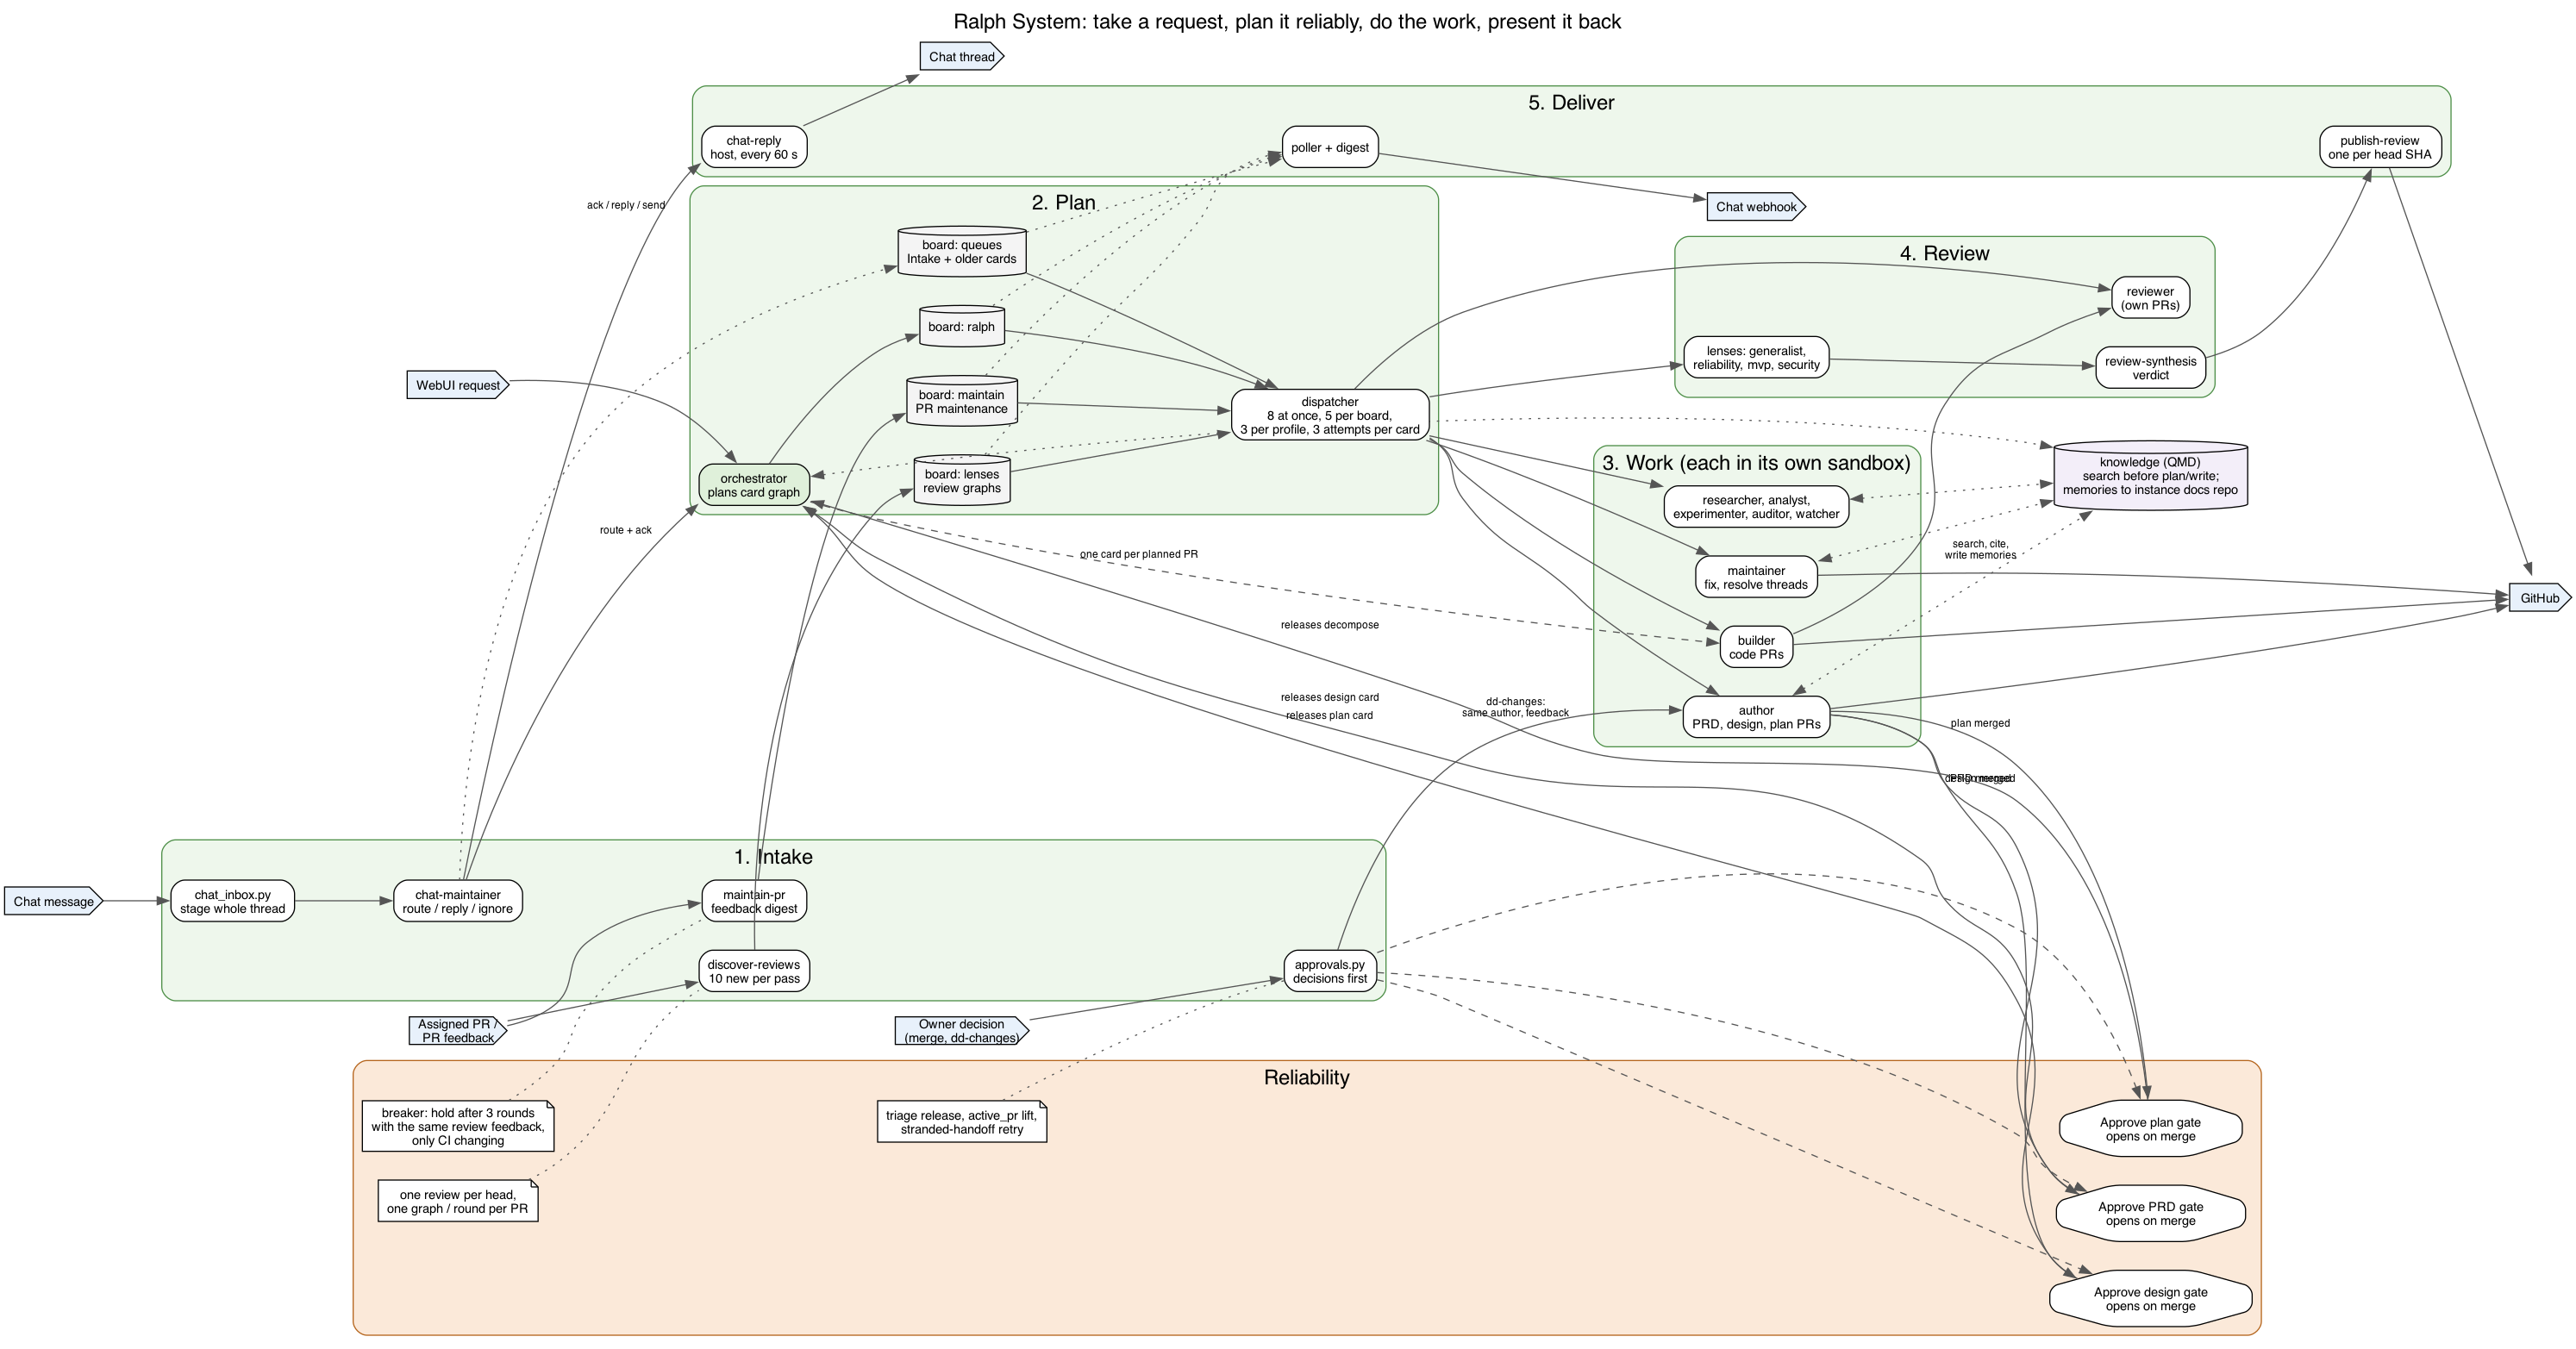 Ralph System: take a request, plan it reliably, do the work, present it back
Chat thread
5. Deliver
chat-reply
host, every 60 s
poller + digest
publish-review
one per head SHA
ack / reply / send
2. Plan
Chat webhook
board: queues
Intake + older cards
board: ralph
board: maintain
PR maintenance
board: lenses
review graphs
WebUI request
orchestrator
plans card graph
dispatcher
8 at once, 5 per board,
3 per profile, 3 attempts per card
4. Review
reviewer
(own PRs)
lenses: generalist,
reliability, mvp, security
review-synthesis
verdict
3. Work (each in its own sandbox)
researcher, analyst,
experimenter, auditor, watcher
maintainer
fix, resolve threads
builder
code PRs
author
PRD, design, plan PRs
knowledge (QMD)
search before plan/write;
memories to instance docs repo
search, cite,
write memories
GitHub
route + ack
one card per planned PR
releases decompose
releases design card
releases plan card
dd-changes:
same author, feedback
plan merged
1. Intake
Chat message
chat_inbox.py
stage whole thread
chat-maintainer
route / reply / ignore
maintain-pr
feedback digest
discover-reviews
10 new per pass
approvals.py
decisions first
Assigned PR /
PR feedback
Owner decision
(merge, dd-changes)
Reliability
breaker: hold after 3 rounds
with the same review feedback,
only CI changing
one review per head,
one graph / round per PR
triage release, active_pr lift,
stranded-handoff retry
Approve plan gate
opens on merge
Approve PRD gate
opens on merge
Approve design gate
opens on merge